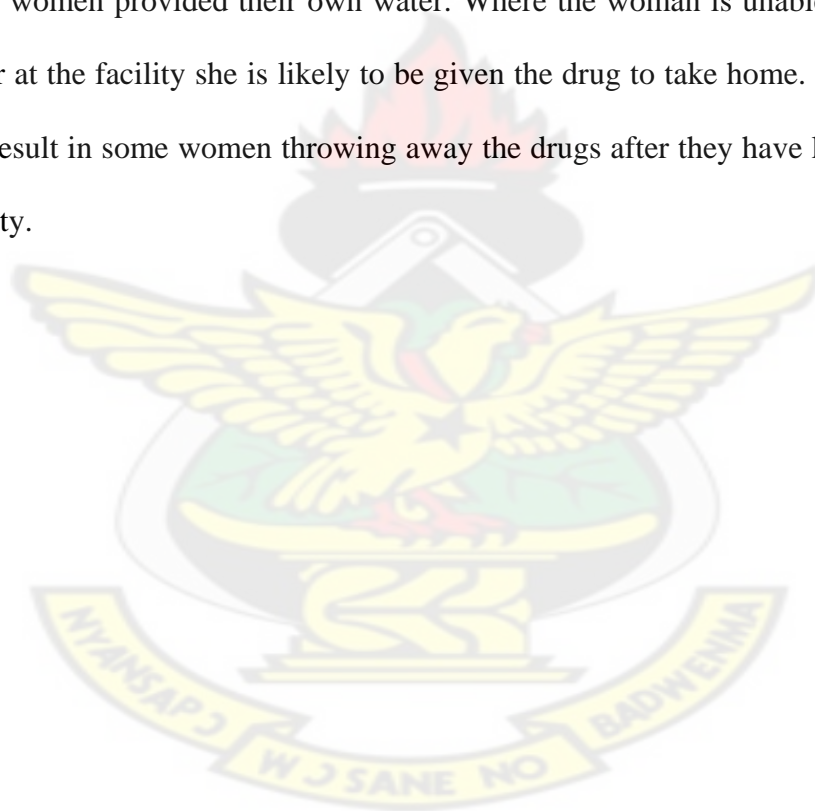 women provided their own water. Where the woman is unable
at the facility she is likely to be given the drug to take home.
esult in some women throwing away the drugs after they have
ty.
NYANSAPƆ WƆ SANE NO BADWENMA